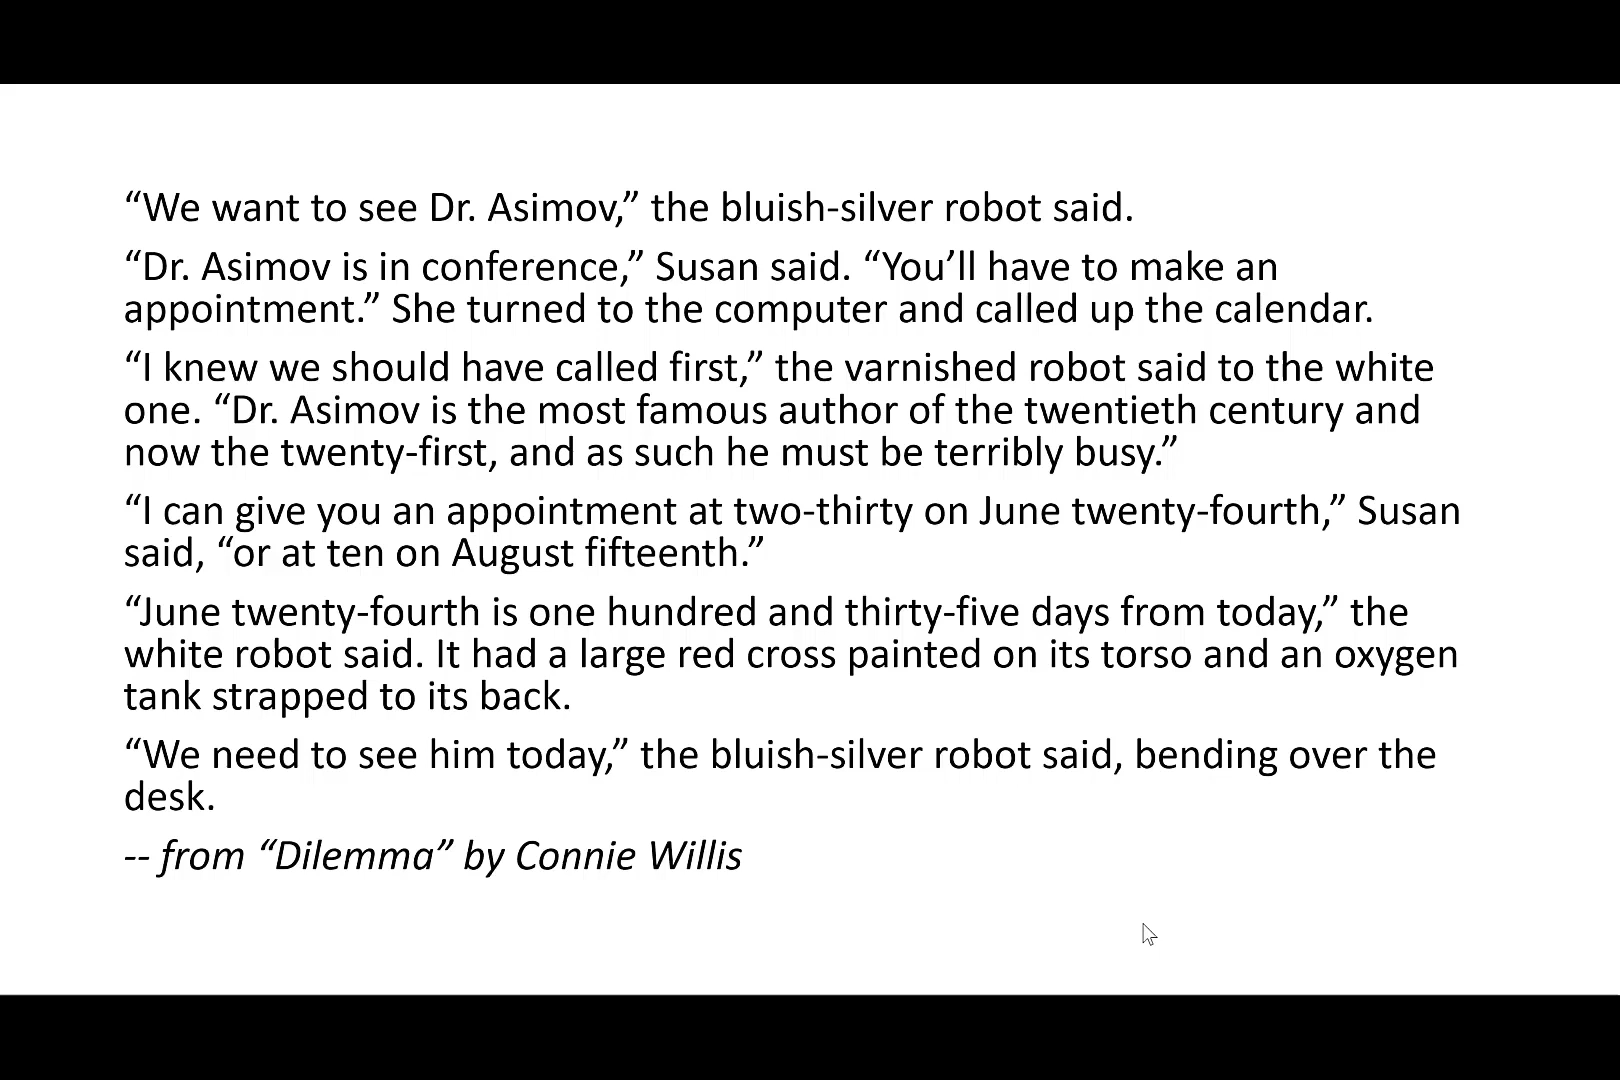 “We want to see Dr. Asimov,” the bluish-silver robot said.
“Dr. Asimov is in conference,” Susan said. “You’ll have to make an
appointment.” She turned to the computer and called up the calendar.
“I knew we should have called first,” the varnished robot said to the white
one. “Dr. Asimov is the most famous author of the twentieth century and
now the twenty-first, and as such he must be terribly busy.”
“I can give you an appointment at two-thirty on June twenty-fourth,” Susan
said, “or at ten on August fifteenth.”
“June twenty-fourth is one hundred and thirty-five days from today,” the
white robot said. It had a large red cross painted on its torso and an oxygen
tank strapped to its back.
“We need to see him today,” the bluish-silver robot said, bending over the
desk.
-- from “Dilemma” by Connie Willis